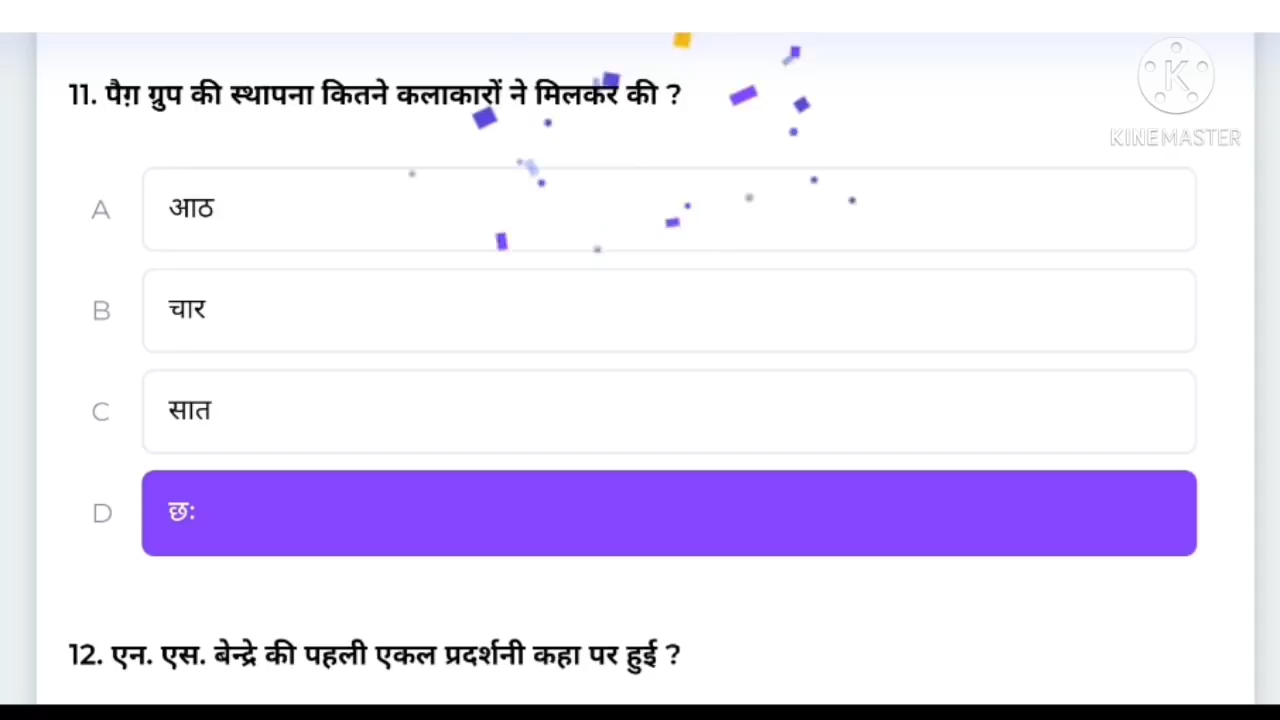 11. पैग़ ग्रुप की स्थापना कितने कलाकारों ने मिलकर की ?
K
KINEMASTER
A आठ
B चार
C सात
D छः
12. एन. एस. बेन्द्रे की पहली एकल प्रदर्शनी कहा पर हुई ?